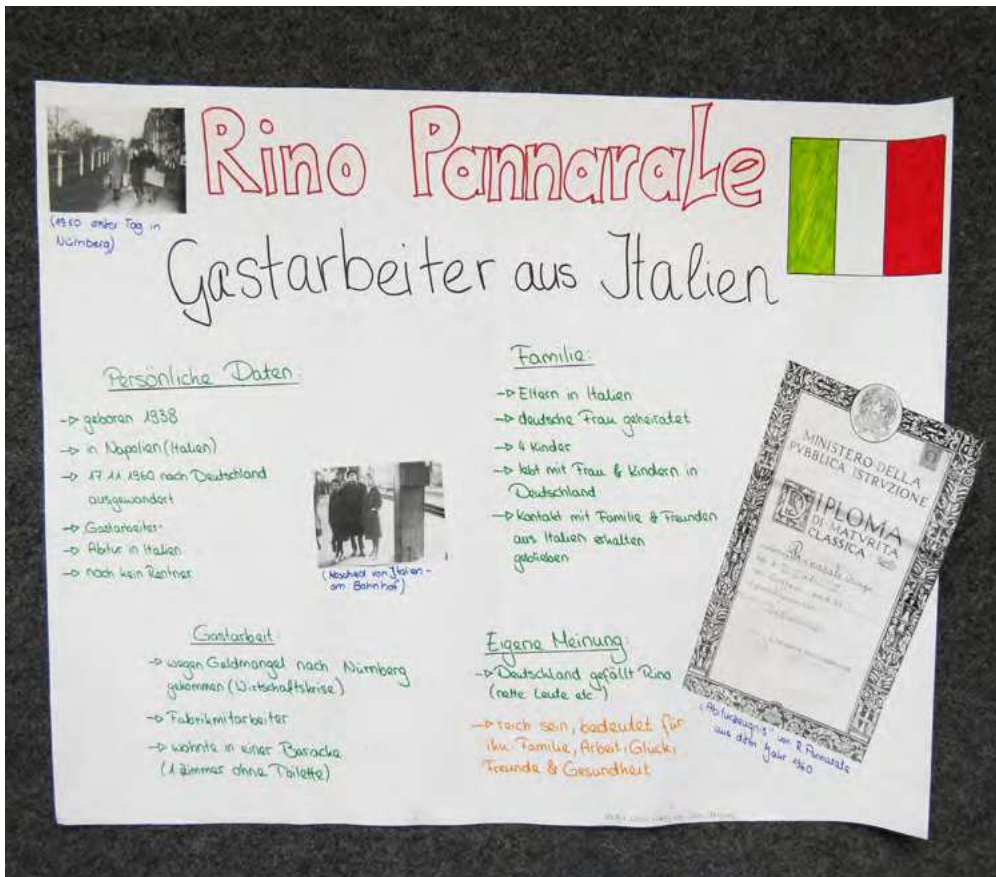 Rino Pannarale
(1960 erster Tag in
Nürnberg)
Gastarbeiter aus Italien
Persönliche Daten:
-> geboren 1938
-> in Napolien (Italien)
-> 17.11.1960 nach Deutschland
ausgewandert
-> Gastarbeiter
-> Abitur in Italien
-> noch kein Rentner
(Abschied von Italien -
am Bahnhof)
Familie:
-> Eltern in Italien
-> deutsche Frau geheiratet
-> 4 Kinder
-> lebt mit Frau & Kindern in
Deutschland
-> Kontakt mit Familie & Freunden
aus Italien erhalten
geblieben
MINISTERO DELLA
PVBBLICA ISTRVZIONE
DIPLOMA
DI MATVRITA
CLASSICA
Pannarale
„Abiturzeugnis" von R. Pannarale
aus dem Jahr
1960
Gastarbeit:
-> wegen Geldmangel nach Nürnberg
gekommen (Wirtschaftskrise)
-> Fabrikmitarbeiter
-> wohnte in einer Baracke
(1 Zimmer ohne Toilette)
Eigene Meinung:
-> Deutschland gefällt Rino
(nette Leute etc.)
-> reich sein, bedeutet für
ihn: Familie, Arbeit, Glück,
Freunde & Gesundheit